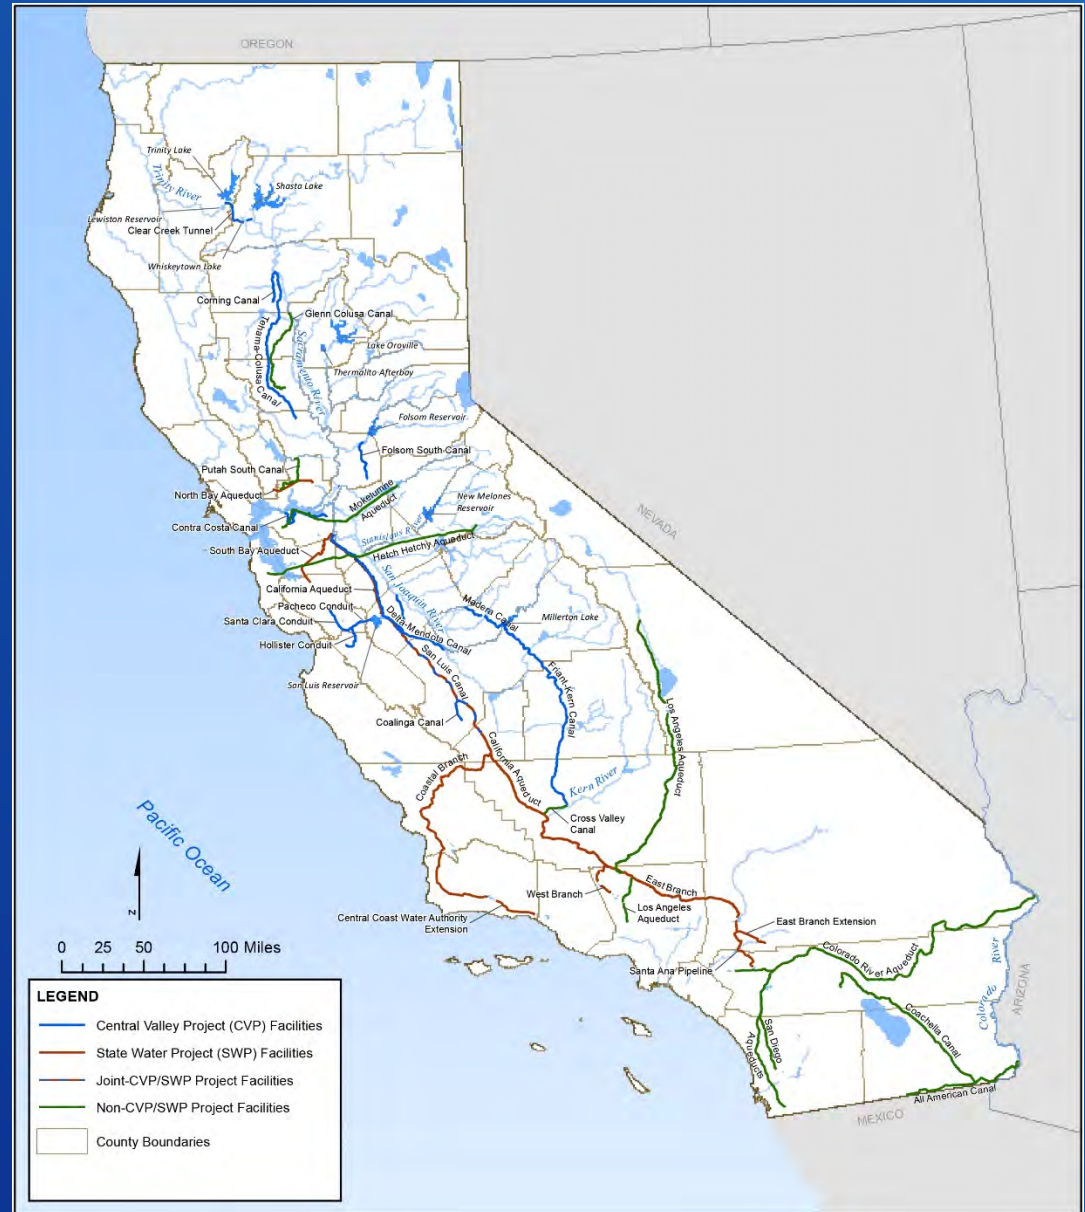 OREGON
Trinity Lake
Trinity River
Shasta Lake
Lewiston Reservoir
Clear Creek Tunnel
Whiskeytown Lake
Corning Canal
Glenn Colusa Canal
Tehama-Colusa Canal
Sacramento River
Lake Oroville
Thermalito Afterbay
Folsom Reservoir
Folsom South Canal
Putah South Canal
North Bay Aqueduct
Mokelumne
Aqueduct
New Melones
Reservoir
Contra Costa Canal
Stanislaus River
Hetch Hetchy Aqueduct
South Bay Aqueduct
NEVADA
California Aqueduct
San Joaquin River
Pacheco Conduit
Santa Clara Conduit
Delta-Mendota Canal
Madera Canal
Millerton Lake
Hollister Conduit
San Luis Canal
San Luis Reservoir
Friant-Kern Canal
Los Angeles Aqueduct
Coalinga Canal
California Aqueduct
Coastal Branch
Kern River
Cross Valley
Canal
Pacific Ocean
N
West Branch
East Branch
Los Angeles
Aqueduct
East Branch Extension
Central Coast Water Authority
Extension
Santa Ana Pipeline
Colorado River Aqueduct
Colorado River
ARIZONA
Coachella Canal
San Diego
Aqueducts
All American Canal
MEXICO
0 25 50 100 Miles
LEGEND
Central Valley Project (CVP) Facilities
State Water Project (SWP) Facilities
Joint-CVP/SWP Project Facilities
Non-CVP/SWP Project Facilities
County Boundaries